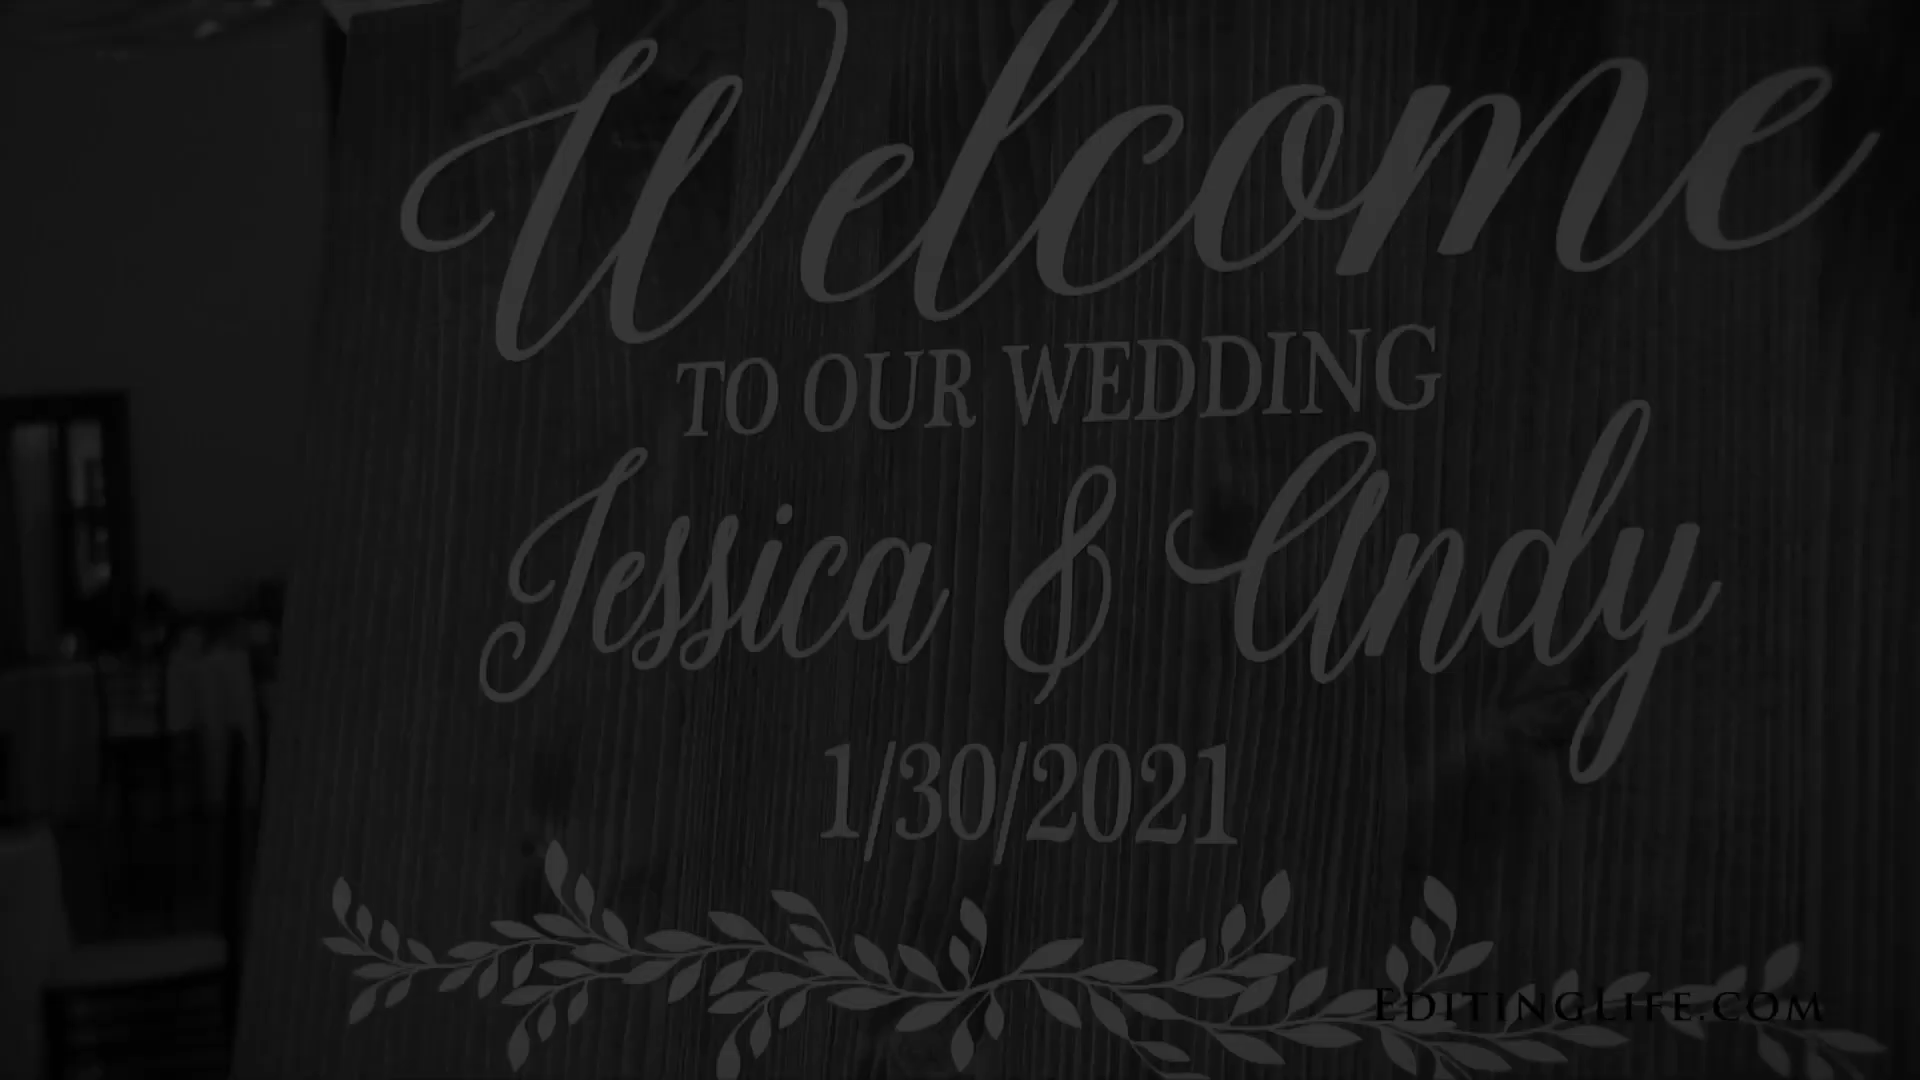 Welcome
TO OUR WEDDING
Jessica & Andy
1/30/2021
EDITINGLIFE.COM